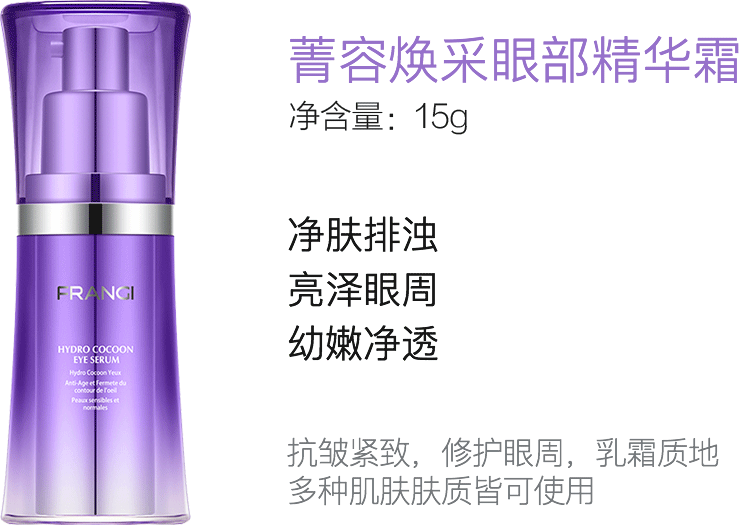 菁容焕采眼部精华霜
净含量：15g
净肤排浊
亮泽眼周
幼嫩净透
抗皱紧致，修护眼周，乳霜质地
多种肌肤肤质皆可使用
FRANGI
HYDRO COCOON
EYE SERUM
Hydro Cocoon Yeux
Anti-Age et Fermete du
contour de l'oeil
Peaux sensibles et
normales